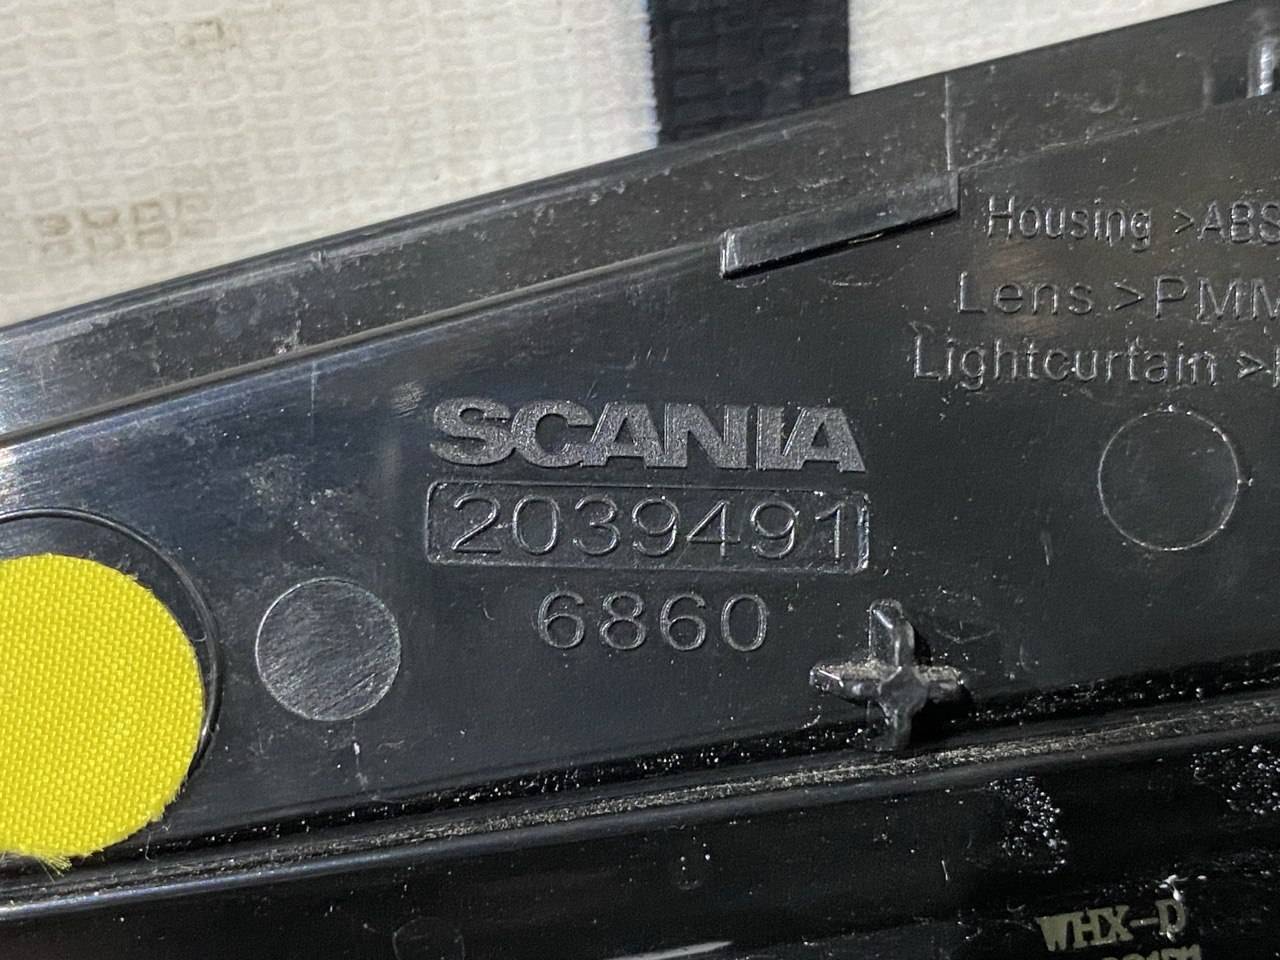 Housing >ABS
Lens >PMM
Lightcurtain >
SCANIA
2039491
6860
WHX-D